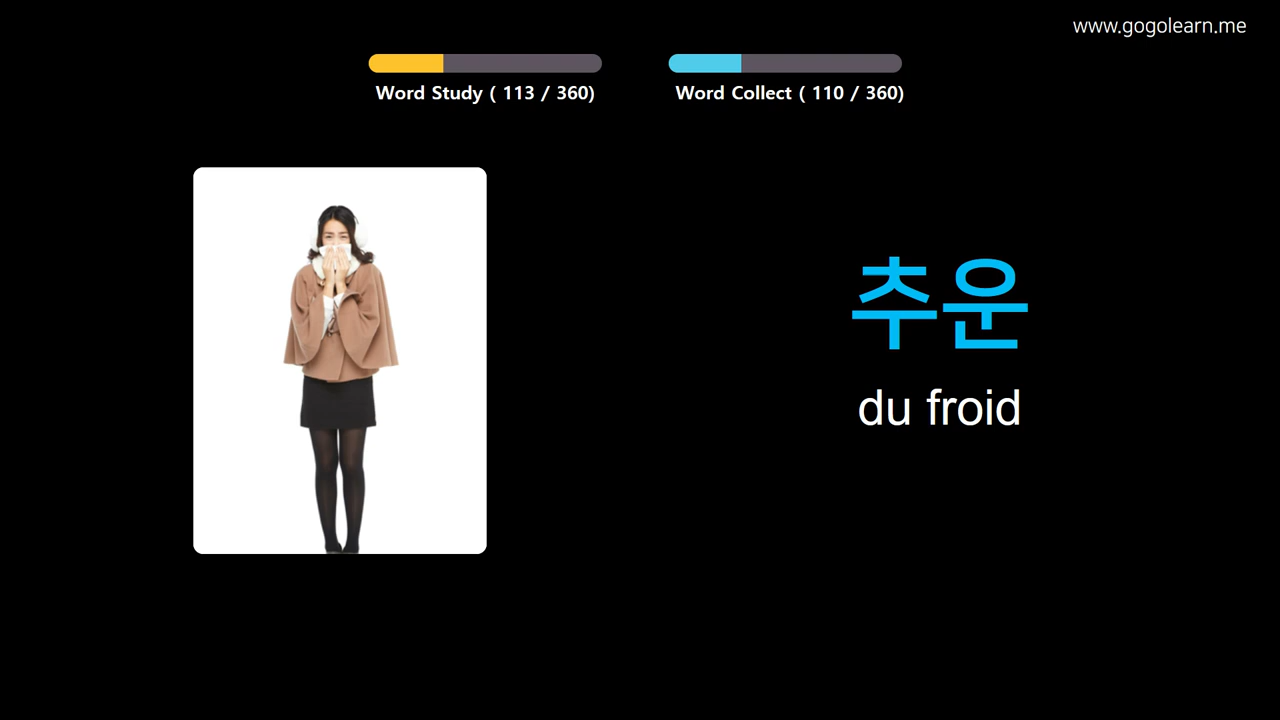 www.gogolearn.me
Word Study ( 113 / 360)
Word Collect ( 110 / 360)
추운
du froid